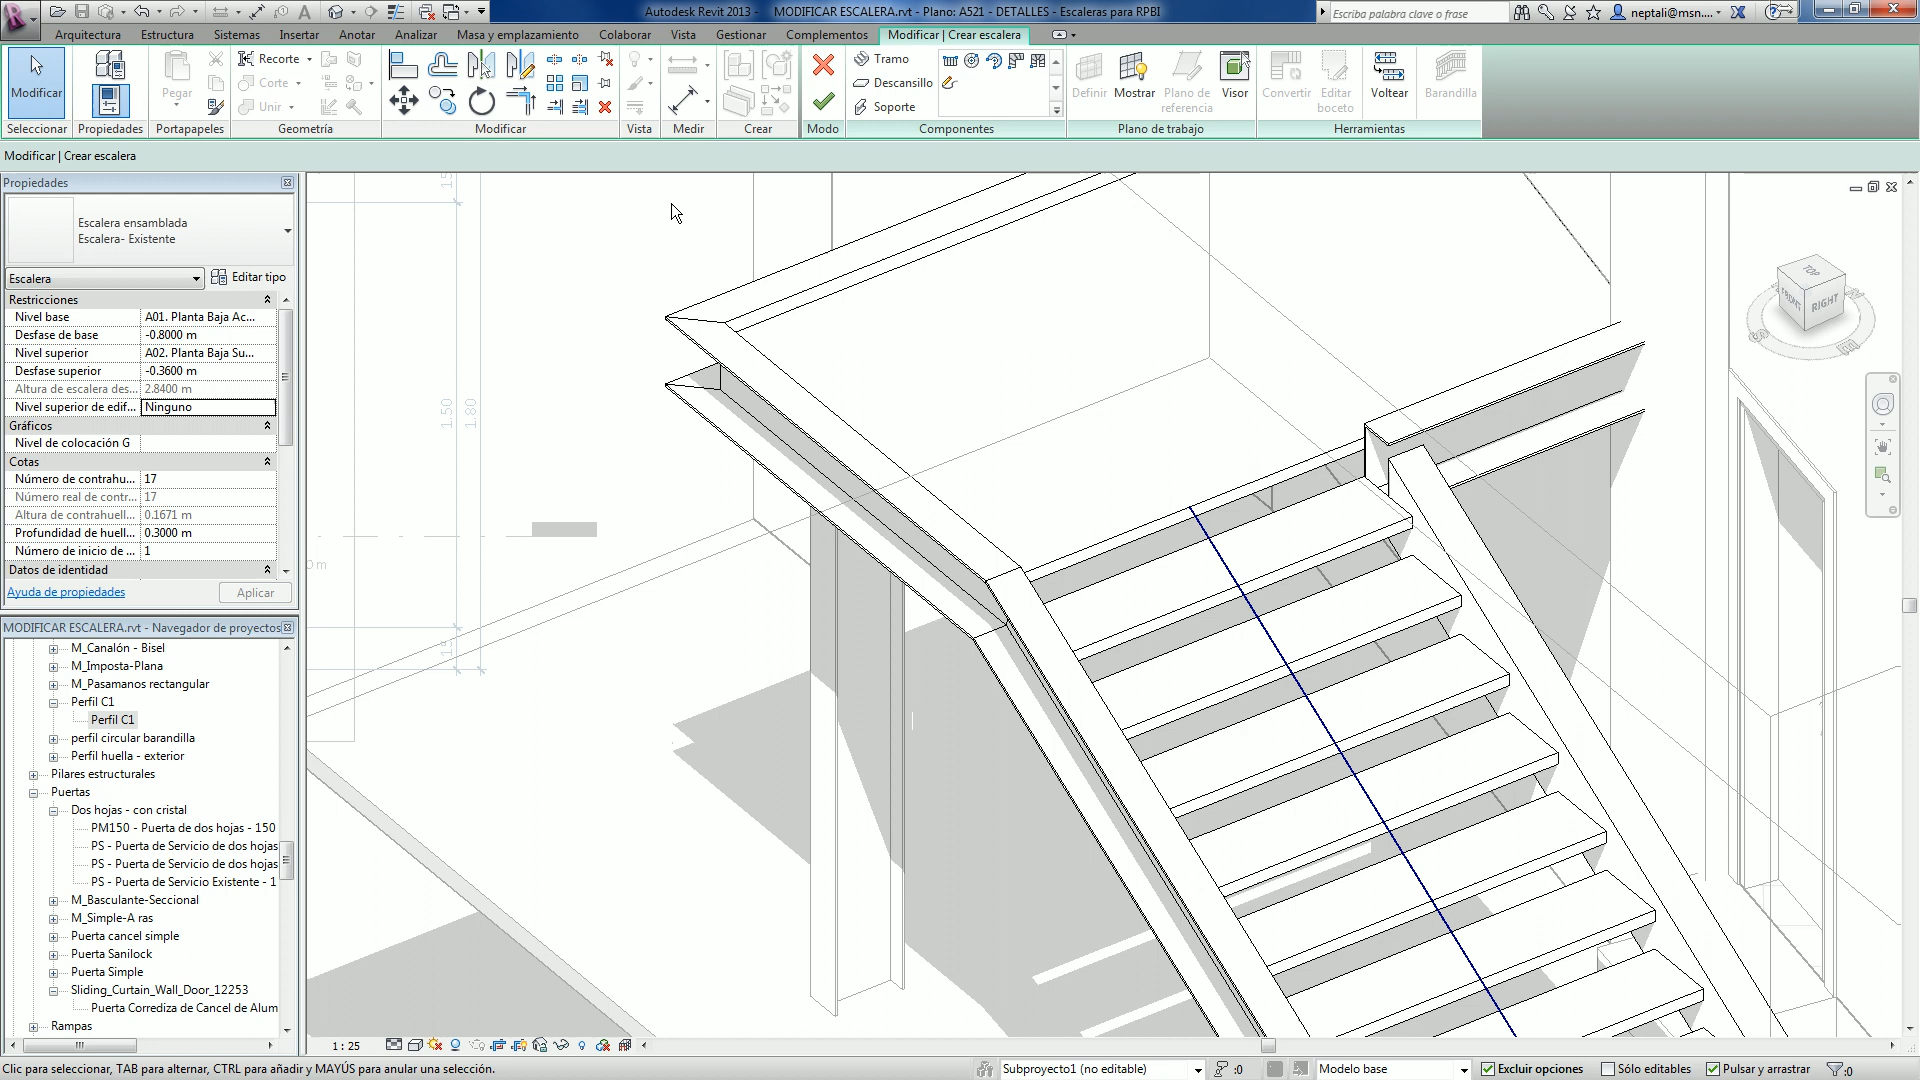 Autodesk Revit 2013 - MODIFICAR ESCALERA.rvt - Plano: A521 - DETALLES - Escaleras para RPBI
Escriba palabra clave o frase
neptali@msn....
Arquitectura Estructura Sistemas Insertar Anotar Analizar Masa y emplazamiento Colaborar Vista Gestionar Complementos Modificar | Crear escalera
Modificar
Pegar
Recorte
Corte
Unir
Tramo
Descansillo
Soporte
Definir Mostrar Plano de referencia Visor
Convertir Editar boceto Voltear Barandilla
Seleccionar Propiedades Portapapeles Geometría Modificar Vista Medir Crear Modo Componentes Plano de trabajo Herramientas
Modificar | Crear escalera
Propiedades
Escalera ensamblada
Escalera- Existente
Escalera Editar tipo
Restricciones
Nivel base A01. Planta Baja Ac...
Desfase de base -0.8000 m
Nivel superior A02. Planta Baja Su...
Desfase superior -0.3600 m
Altura de escalera des... 2.8400 m
Nivel superior de edif... Ninguno
Gráficos
Nivel de colocación G
Cotas
Número de contrahu... 17
Número real de contr... 17
Altura de contrahuell... 0.1671 m
Profundidad de huell... 0.3000 m
Número de inicio de ... 1
Datos de identidad
Ayuda de propiedades Aplicar
MODIFICAR ESCALERA.rvt - Navegador de proyectos
M_Canalón - Bisel
M_Imposta-Plana
M_Pasamanos rectangular
Perfil C1
Perfil C1
perfil circular barandilla
Perfil huella - exterior
Pilares estructurales
Puertas
Dos hojas - con cristal
PM150 - Puerta de dos hojas - 150
PS - Puerta de Servicio de dos hojas
PS - Puerta de Servicio de dos hojas
PS - Puerta de Servicio Existente - 1
M_Basculante-Seccional
M_Simple-A ras
Puerta cancel simple
Puerta Sanilock
Puerta Simple
Sliding_Curtain_Wall_Door_12253
Puerta Corrediza de Cancel de Alum
Rampas
15
1.50
1.80
0 m
15
TOP
FRONT
RIGHT
1 : 25
Clic para seleccionar, TAB para alternar, CTRL para añadir y MAYÚS para anular una selección.
Subproyecto1 (no editable)
:0
Modelo base
Excluir opciones
Sólo editables
Pulsar y arrastrar
:0